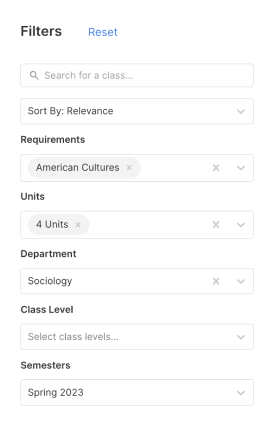 Filters Reset
Search for a class...
Sort By: Relevance
Requirements
American Cultures ×
Units
4 Units ×
Department
Sociology
Class Level
Select class levels...
Semesters
Spring 2023